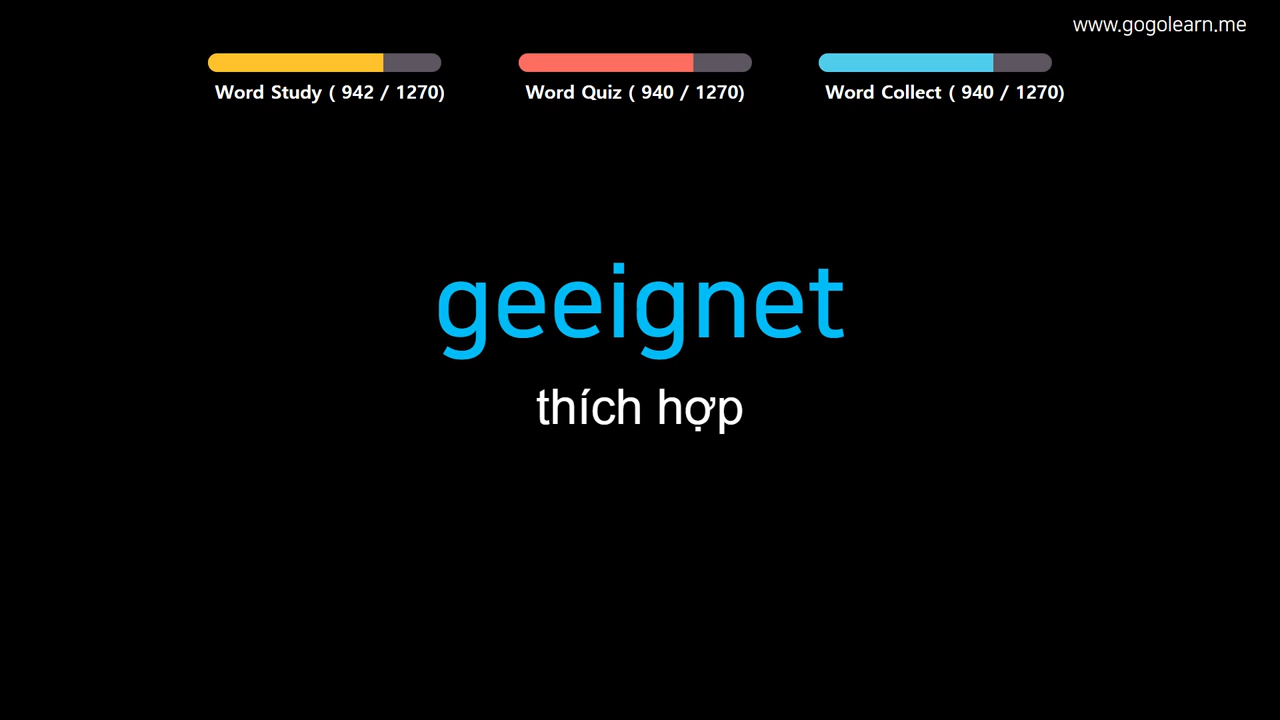 www.gogolearn.me
Word Study ( 942 / 1270)
Word Quiz ( 940 / 1270)
Word Collect ( 940 / 1270)
geeignet
thích hợp